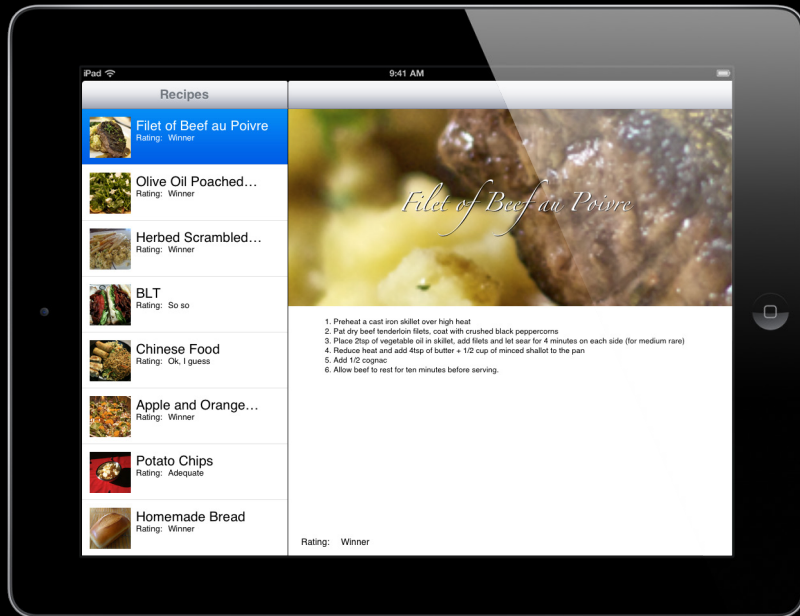 iPad
9:41 AM
Recipes
Filet of Beef au Poivre
Rating: Winner
Olive Oil Poached…
Rating: Winner
Herbed Scrambled…
Rating: Winner
BLT
Rating: So so
Chinese Food
Rating: Ok, I guess
Apple and Orange…
Rating: Winner
Potato Chips
Rating: Adequate
Homemade Bread
Rating: Winner
Filet of Beef au Poivre
1. Preheat a cast iron skillet over high heat
2. Pat dry beef tenderloin filets, coat with crushed black peppercorns
3. Place 2tsp of vegetable oil in skillet, add filets and let sear for 4 minutes on each side (for medium rare)
4. Reduce heat and add 4tsp of butter + 1/2 cup of minced shallot to the pan
5. Add 1/2 cognac
6. Allow beef to rest for ten minutes before serving.
Rating: Winner